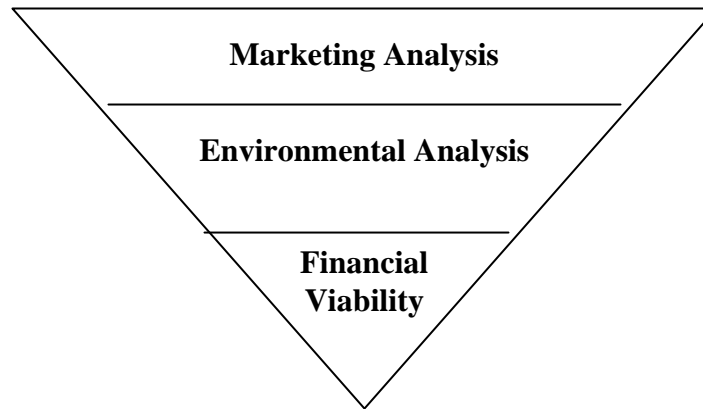 Marketing Analysis
Environmental Analysis
Financial
Viability